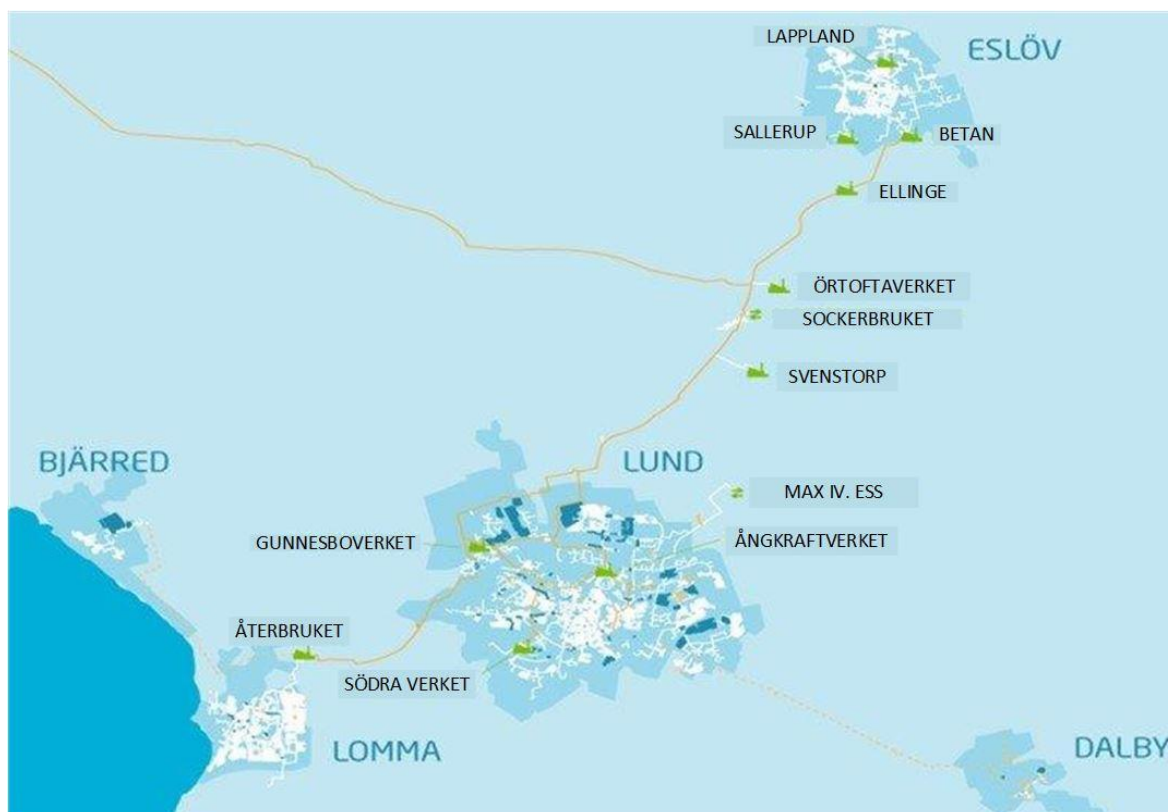 LAPPLAND
ESLÖV
SALLERUP
BETAN
ELLINGE
ÖRTOFTAVERKET
SOCKERBRUKET
SVENSTORP
BJÄRRED
LUND
MAX IV. ESS
GUNNESBOVERKET
ÅNGKRAFTVERKET
ÅTERBRUKET
SÖDRA VERKET
LOMMA
DALBY